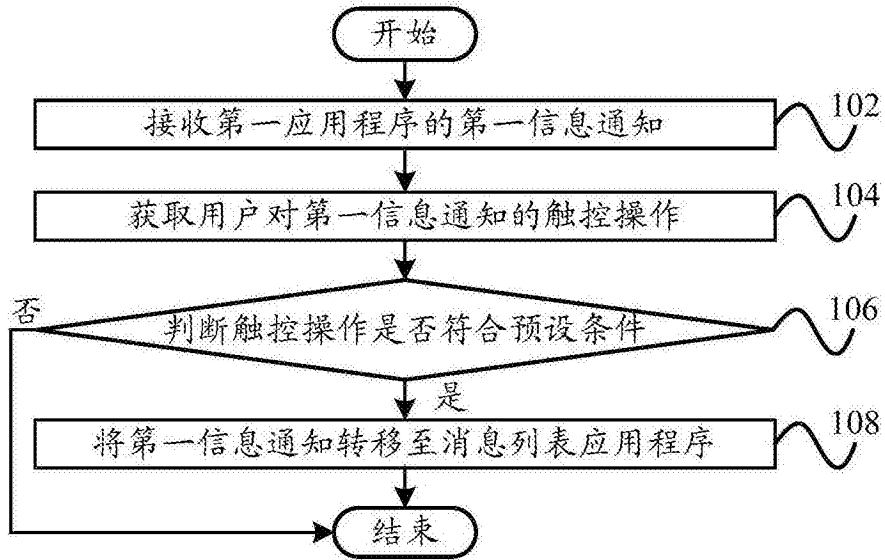 开始
接收第一应用程序的第一信息通知
102
获取用户对第一信息通知的触控操作
104
否
判断触控操作是否符合预设条件
106
是
将第一信息通知转移至消息列表应用程序
108
结束